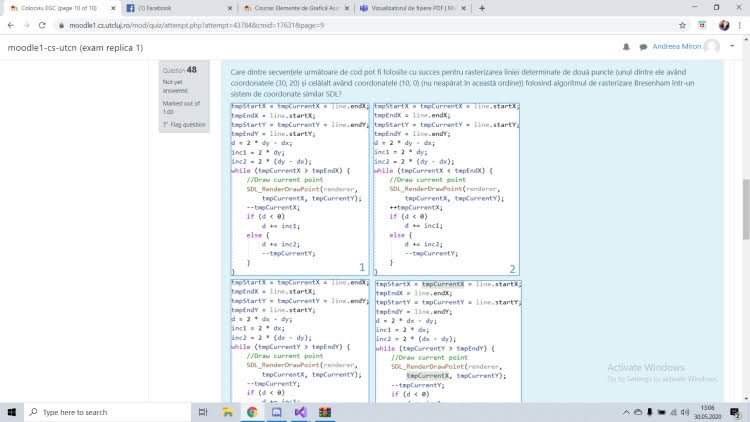 Colocviu EGC (page 10 of 10)
(1) Facebook
Cursine: Elemente de Grafică Asis
Vizualizatorul de fișiere PDF | Mi
moodle1.cs.utcluj.ro/mod/quiz/attempt.php?attempt=43784&cmid=17631&page=9
moodle1-cs-utcn (exam replica 1)
Andreea Miron
Question 48
Not yet
answered
Marked out of
1.00
Flag question
Care dintre secvențele următoare de cod pot fi folosite cu succes pentru rasterizarea liniei determinate de două puncte (unul dintre ele având
coordonatele (30, 20) și celălalt având coordonatele (10, 0) (nu neapărat în această ordine)) folosind algoritmul de rasterizare Bresenham într-un
sistem de coordonate similar SDL?
tmpStartX = tmpCurrentX = line.endX;
tmpEndX = line.startX;
tmpStartY = tmpCurrentY = line.endY;
tmpEndY = line.startY;
d = 2 * dy - dx;
inc1 = 2 * dy;
inc2 = 2 * (dy - dx);
while (tmpCurrentX > tmpEndX) {
//Draw current point
SDL_RenderDrawPoint(renderer,
tmpCurrentX, tmpCurrentY);
--tmpCurrentX;
if (d < 0)
d += inc1;
else {
d += inc2;
--tmpCurrentY;
}
}
1
tmpStartX = tmpCurrentX = line.startX;
tmpEndX = line.endX;
tmpStartY = tmpCurrentY = line.startY;
tmpEndY = line.endY;
d = 2 * dy - dx;
inc1 = 2 * dy;
inc2 = 2 * (dy - dx);
while (tmpCurrentX < tmpEndX) {
//Draw current point
SDL_RenderDrawPoint(renderer,
tmpCurrentX, tmpCurrentY);
++tmpCurrentX;
if (d < 0)
d += inc1;
else {
d += inc2;
--tmpCurrentY;
}
}
2
tmpStartX = tmpCurrentX = line.endX;
tmpEndX = line.startX;
tmpStartY = tmpCurrentY = line.endY;
tmpEndY = line.startY;
d = 2 * dx - dy;
inc1 = 2 * dx;
inc2 = 2 * (dx - dy);
while (tmpCurrentY > tmpEndY) {
//Draw current point
SDL_RenderDrawPoint(renderer,
tmpCurrentX, tmpCurrentY);
--tmpCurrentY;
if (d < 0)
d += inc1;
tmpStartX = tmpCurrentX = line.startX;
tmpEndX = line.endX;
tmpStartY = tmpCurrentY = line.startY;
tmpEndY = line.endY;
d = 2 * dx - dy;
inc1 = 2 * dx;
inc2 = 2 * (dx - dy);
while (tmpCurrentY > tmpEndY) {
//Draw current point
SDL_RenderDrawPoint(renderer,
tmpCurrentX, tmpCurrentY);
--tmpCurrentY;
if (d < 0)
Activate Windows
Go to Settings to activate Windows.
Type here to search
13:06
30.05.2020
2